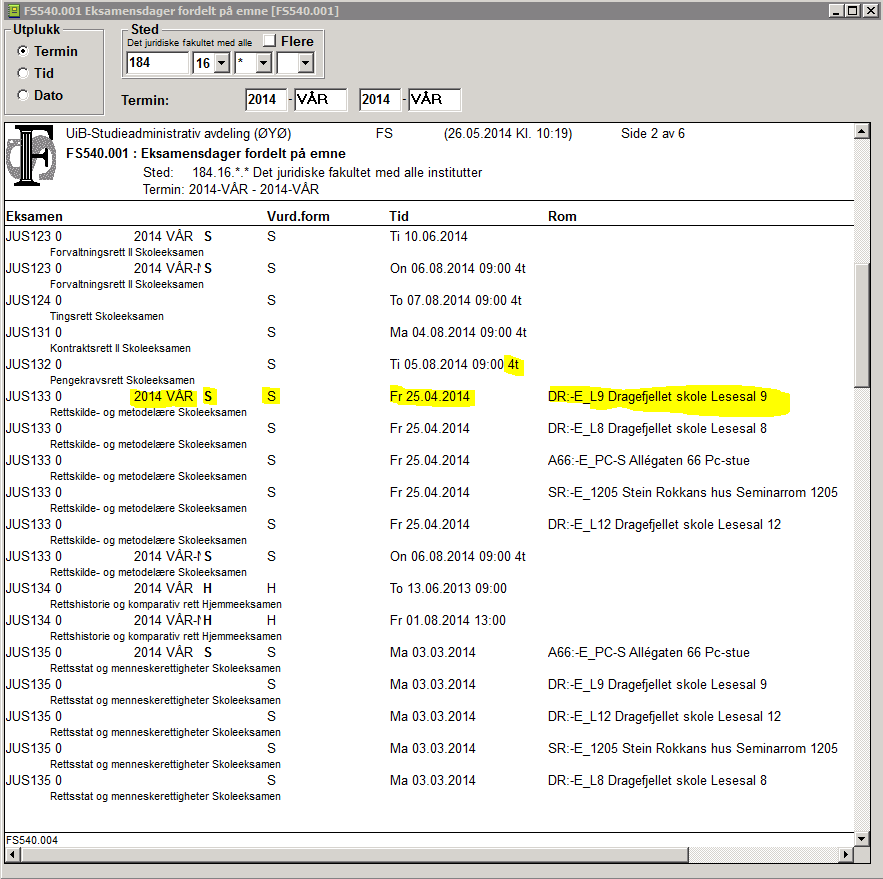 FS540.001 Eksamensdager fordelt på emne [FS540.001]
Utplukk
Termin
Tid
Dato
Sted
Det juridiske fakultet med alle
Flere
184 16 *
Termin: 2014 - VÅR 2014 - VÅR
UiB-Studieadministrativ avdeling (ØYØ) FS (26.05.2014 Kl. 10:19) Side 2 av 6
FS540.001 : Eksamensdager fordelt på emne
Sted: 184.16.*.* Det juridiske fakultet med alle institutter
Termin: 2014-VÅR - 2014-VÅR
Eksamen Vurd.form Tid Rom
JUS123 0 2014 VÅR S S Ti 10.06.2014
Forvaltningsrett II Skoleeksamen
JUS123 0 2014 VÅR-N S S On 06.08.2014 09:00 4t
Forvaltningsrett II Skoleeksamen
JUS124 0 S To 07.08.2014 09:00 4t
Tingsrett Skoleeksamen
JUS131 0 S Ma 04.08.2014 09:00 4t
Kontraktsrett II Skoleeksamen
JUS132 0 S Ti 05.08.2014 09:00 4t
Pengekravsrett Skoleeksamen
JUS133 0 2014 VÅR S S Fr 25.04.2014 DR:-E_L9 Dragefjellet skole Lesesal 9
Rettskilde- og metodelære Skoleeksamen
JUS133 0 S Fr 25.04.2014 DR:-E_L8 Dragefjellet skole Lesesal 8
Rettskilde- og metodelære Skoleeksamen
JUS133 0 S Fr 25.04.2014 A66:-E_PC-S Allégaten 66 Pc-stue
Rettskilde- og metodelære Skoleeksamen
JUS133 0 S Fr 25.04.2014 SR:-E_1205 Stein Rokkans hus Seminarrom 1205
Rettskilde- og metodelære Skoleeksamen
JUS133 0 S Fr 25.04.2014 DR:-E_L12 Dragefjellet skole Lesesal 12
Rettskilde- og metodelære Skoleeksamen
JUS133 0 2014 VÅR-N S S On 06.08.2014 09:00 4t
Rettskilde- og metodelære Skoleeksamen
JUS134 0 2014 VÅR H H To 13.06.2013 09:00
Rettshistorie og komparativ rett Hjemmeeksamen
JUS134 0 2014 VÅR-N H H Fr 01.08.2014 13:00
Rettshistorie og komparativ rett Hjemmeeksamen
JUS135 0 2014 VÅR S S Ma 03.03.2014 A66:-E_PC-S Allégaten 66 Pc-stue
Rettsstat og menneskerettigheter Skoleeksamen
JUS135 0 S Ma 03.03.2014 DR:-E_L9 Dragefjellet skole Lesesal 9
Rettsstat og menneskerettigheter Skoleeksamen
JUS135 0 S Ma 03.03.2014 DR:-E_L12 Dragefjellet skole Lesesal 12
Rettsstat og menneskerettigheter Skoleeksamen
JUS135 0 S Ma 03.03.2014 SR:-E_1205 Stein Rokkans hus Seminarrom 1205
Rettsstat og menneskerettigheter Skoleeksamen
JUS135 0 S Ma 03.03.2014 DR:-E_L8 Dragefjellet skole Lesesal 8
Rettsstat og menneskerettigheter Skoleeksamen
FS540.004